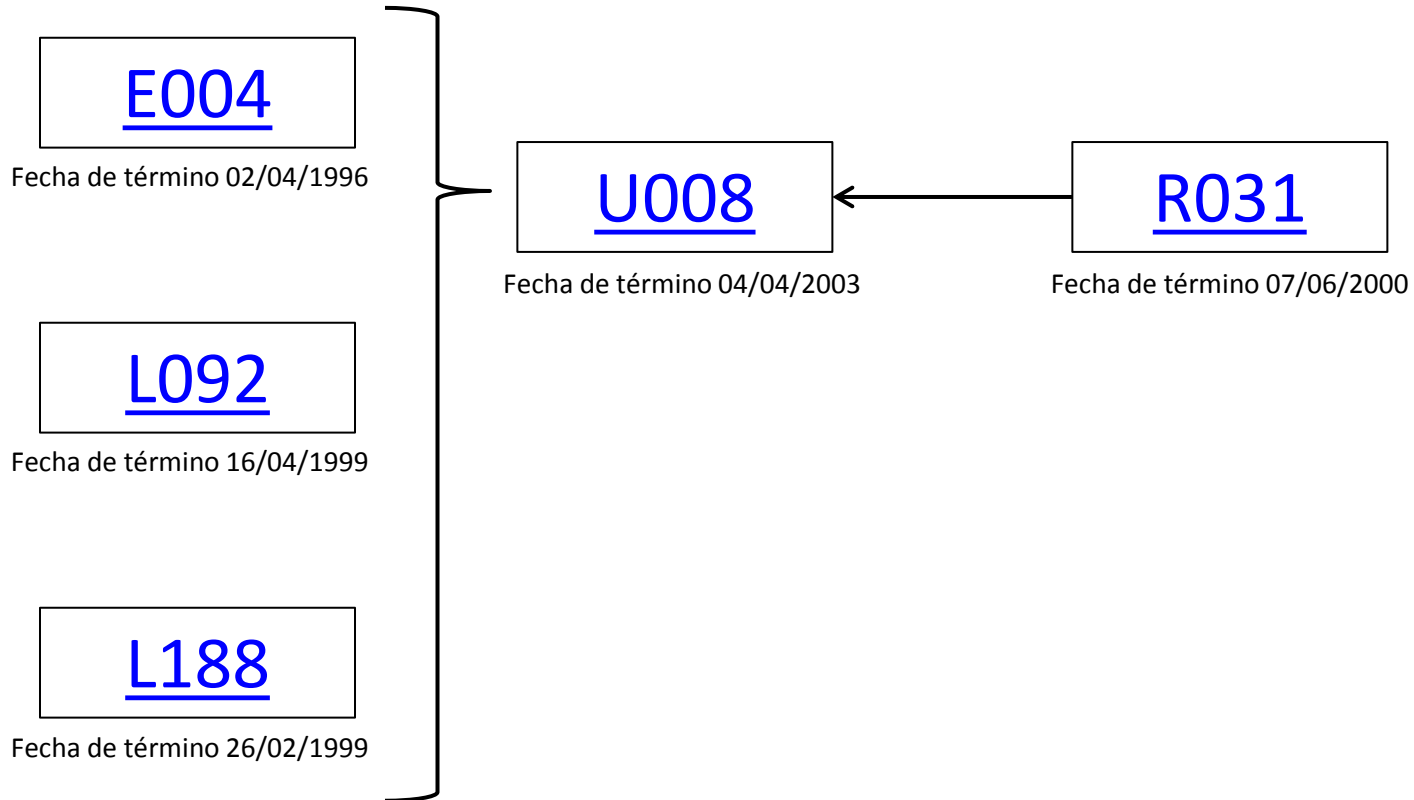 E004
Fecha de término 02/04/1996
L092
Fecha de término 16/04/1999
L188
Fecha de término 26/02/1999
U008
Fecha de término 04/04/2003
R031
Fecha de término 07/06/2000